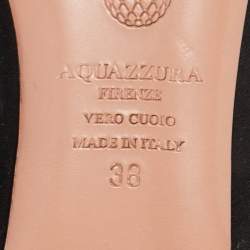 AQUAZZURA
FIRENZE
VERO CUOIO
MADE IN ITALY
38